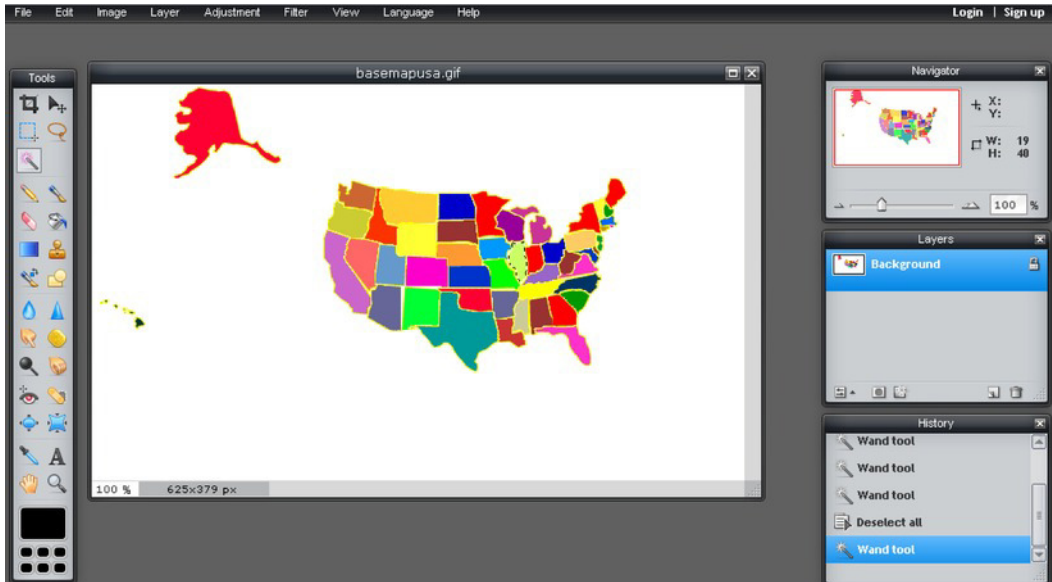 File Edit Image Layer Adjustment Filter View Language Help Login | Sign up
Tools
basemapusa.gif
Navigator
X:
Y:
W: 19
H: 40
100 %
Layers
Background
100 % 625x379 px
History
Wand tool
Wand tool
Wand tool
Deselect all
Wand tool